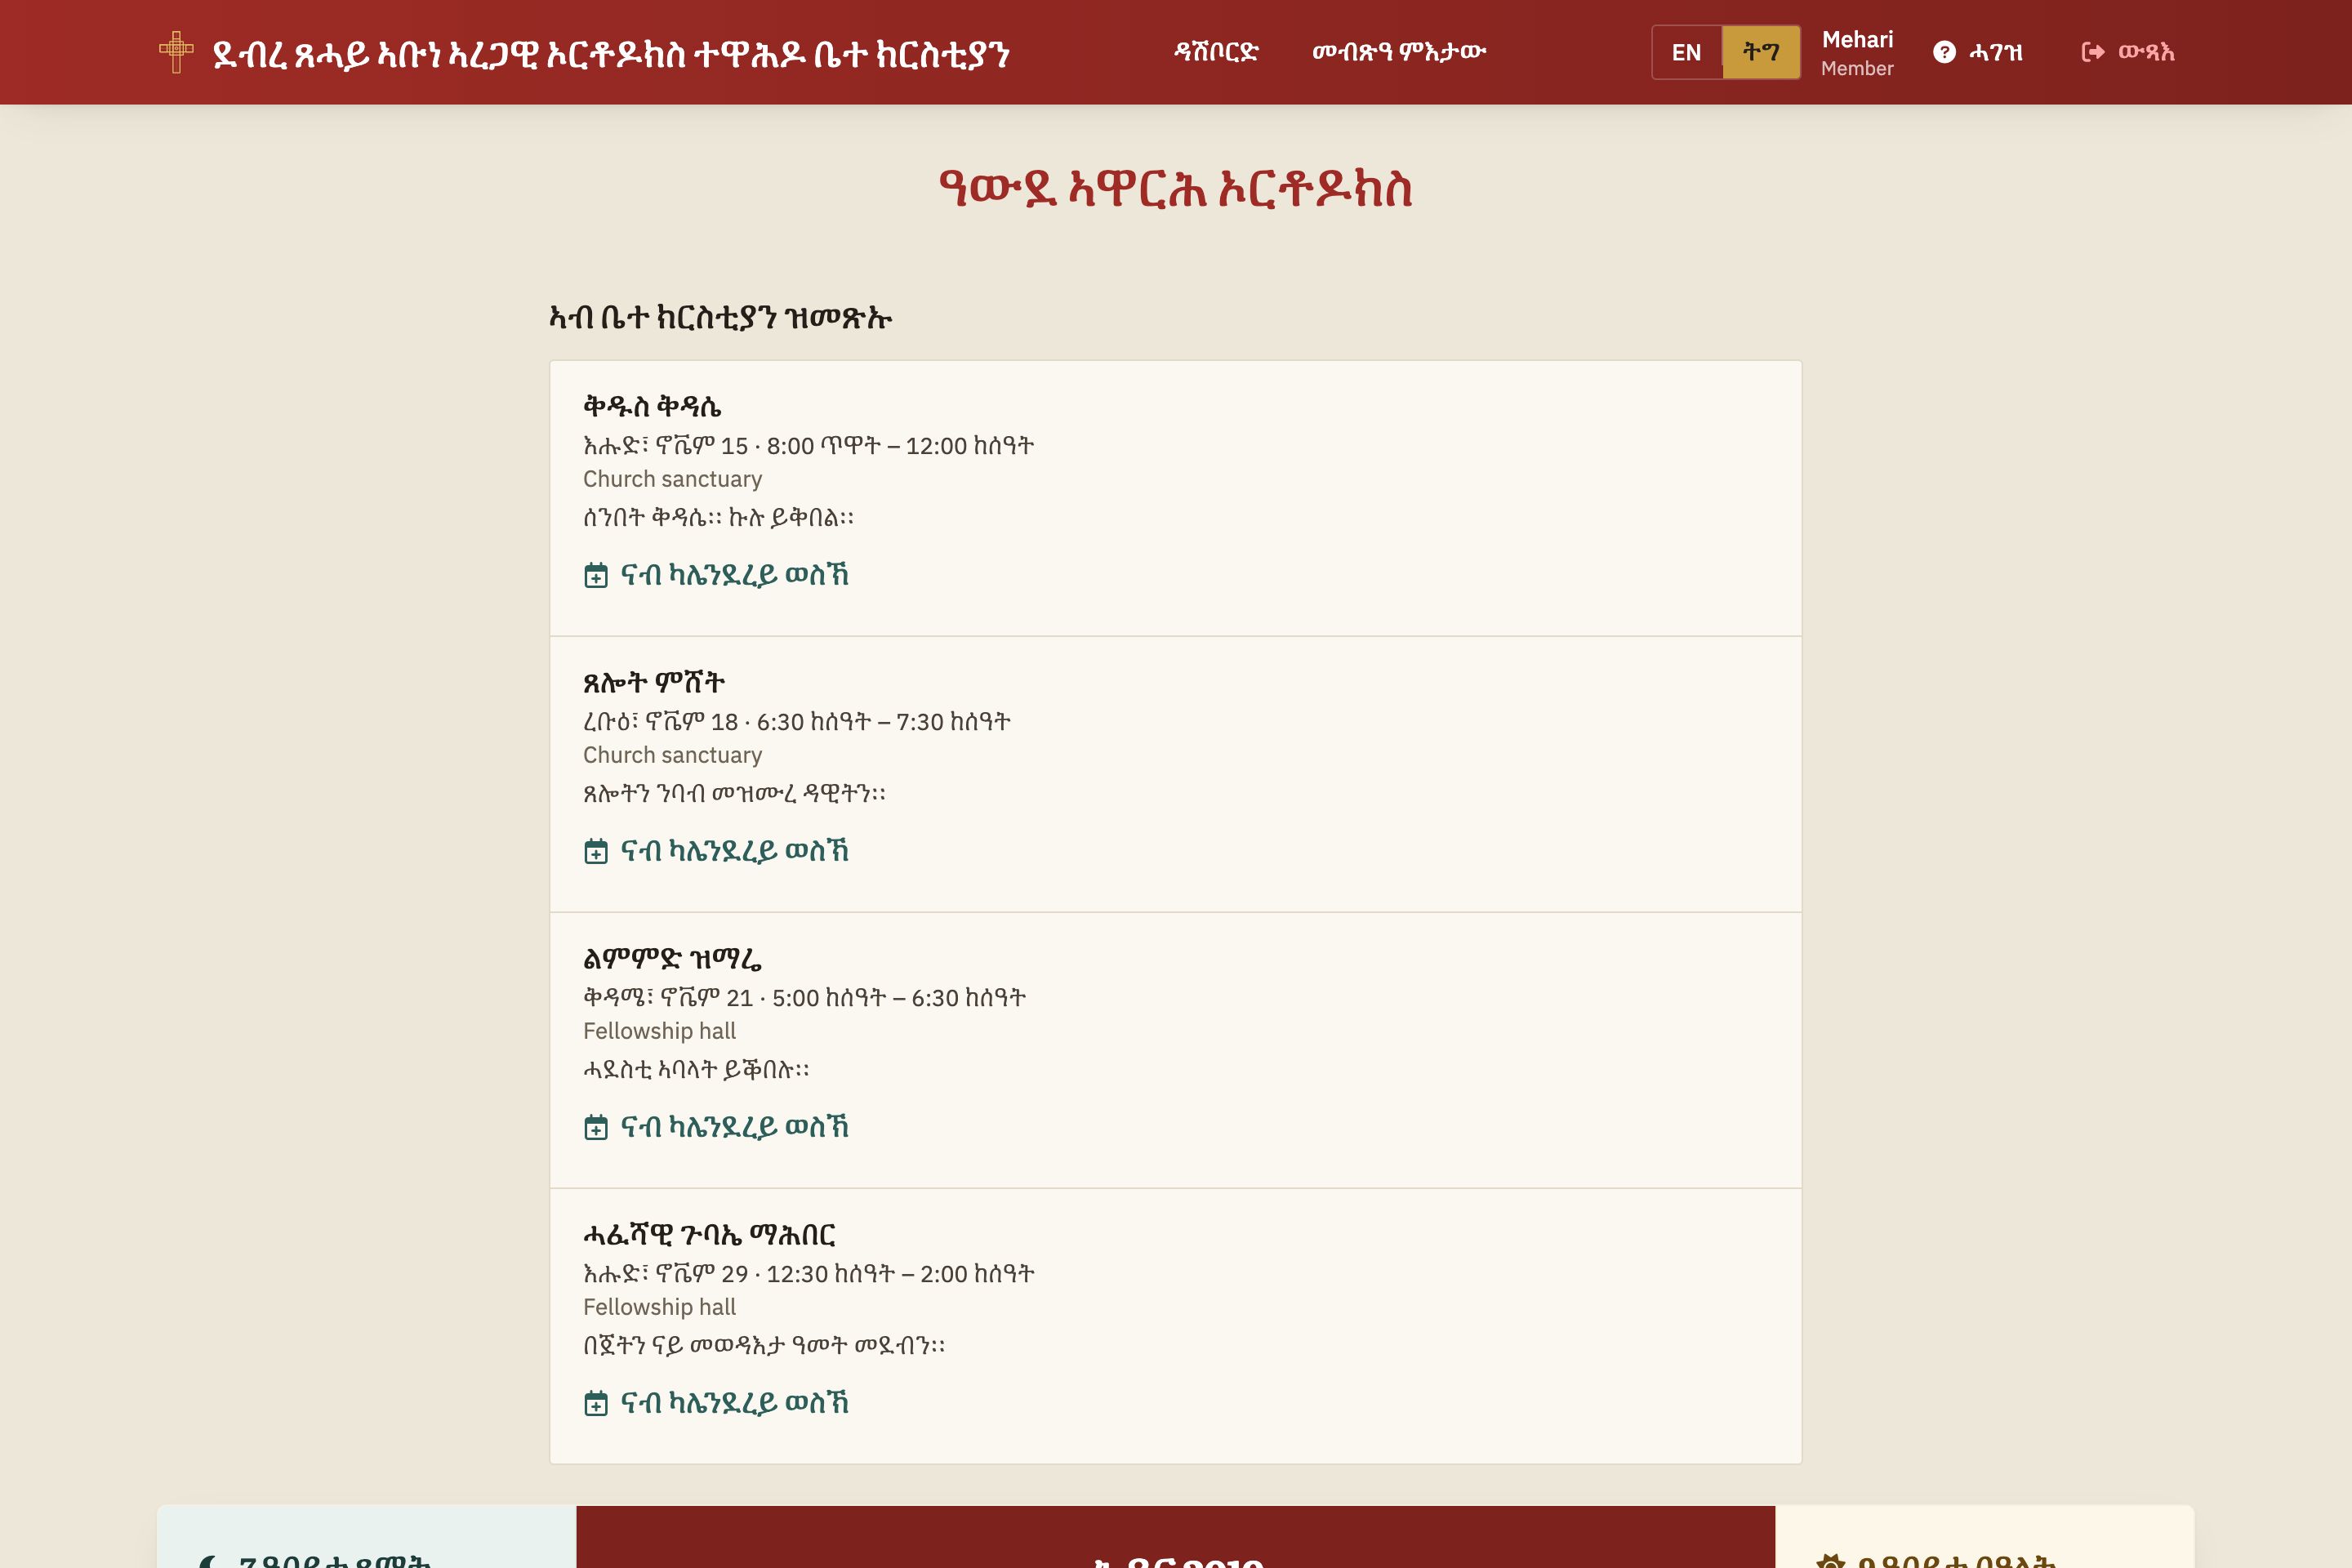 ደብረ ጸሓይ ኣቡነ ኣረጋዊ ኦርቶዶክስ ተዋሕዶ ቤተ ክርስቲያን
ዳሽቦርድ
መብጽዓ ምእታው
EN
ትግ
Mehari
Member
ሓገዝ
ውጻእ
ዓውደ ኣዋርሕ ኦርቶዶክስ
ኣብ ቤተ ክርስቲያን ዝመጽኡ
ቅዱስ ቅዳሴ
እሑድ፣ ኖቬም 15 · 8:00 ጥዋት – 12:00 ከሰዓት
Church sanctuary
ሰንበት ቅዳሴ። ኩሉ ይቅበል።
ናብ ካሌንደረይ ወስኽ
ጸሎት ምሸት
ረቡዕ፣ ኖቬም 18 · 6:30 ከሰዓት – 7:30 ከሰዓት
Church sanctuary
ጸሎትን ንባብ መዝሙረ ዳዊትን።
ናብ ካሌንደረይ ወስኽ
ልምምድ ዝማሬ
ቅዳሜ፣ ኖቬም 21 · 5:00 ከሰዓት – 6:30 ከሰዓት
Fellowship hall
ሓደስቲ ኣባላት ይቕበሉ።
ናብ ካሌንደረይ ወስኽ
ሓፈሻዊ ጉባኤ ማሕበር
እሑድ፣ ኖቬም 29 · 12:30 ከሰዓት – 2:00 ከሰዓት
Fellowship hall
በጀትን ናይ መወዳእታ ዓመት መደብን።
ናብ ካሌንደረይ ወስኽ